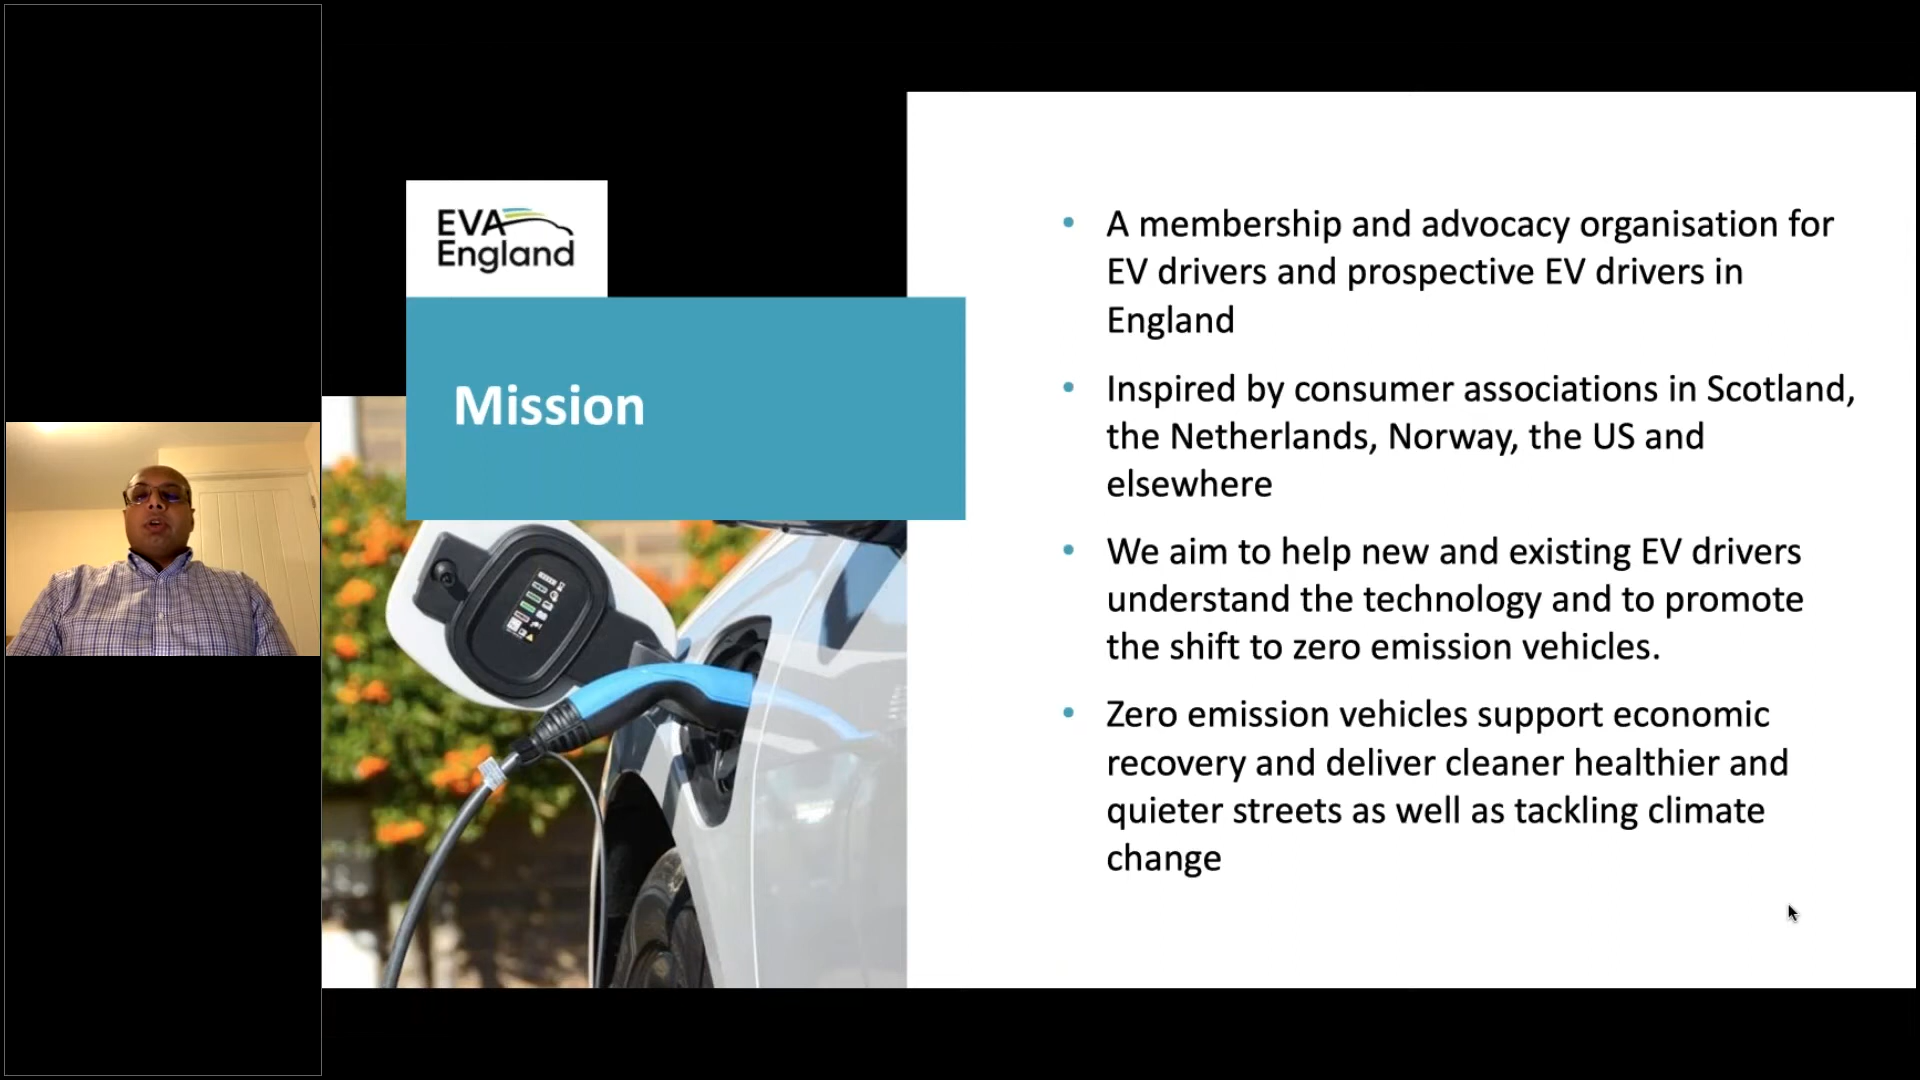 EVA
England
Mission
• A membership and advocacy organisation for
EV drivers and prospective EV drivers in
England
• Inspired by consumer associations in Scotland,
the Netherlands, Norway, the US and
elsewhere
• We aim to help new and existing EV drivers
understand the technology and to promote
the shift to zero emission vehicles.
• Zero emission vehicles support economic
recovery and deliver cleaner healthier and
quieter streets as well as tackling climate
change